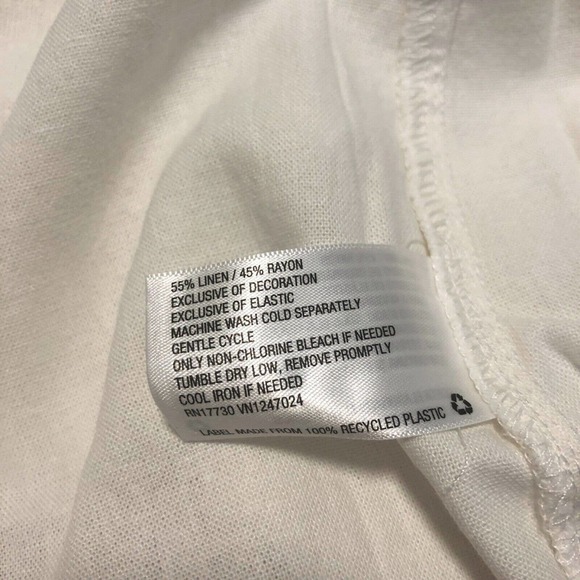 55% LINEN / 45% RAYON
EXCLUSIVE OF DECORATION
EXCLUSIVE OF ELASTIC
MACHINE WASH COLD SEPARATELY
GENTLE CYCLE
ONLY NON-CHLORINE BLEACH IF NEEDED
TUMBLE DRY LOW, REMOVE PROMPTLY
COOL IRON IF NEEDED
RN17730 VN1247024
LABEL MADE FROM 100% RECYCLED PLASTIC